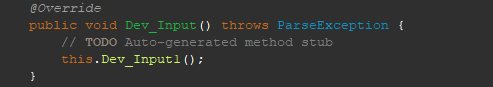 @Override
public void Dev_Input() throws ParseException {
// TODO Auto-generated method stub
this.Dev_Input1();
}